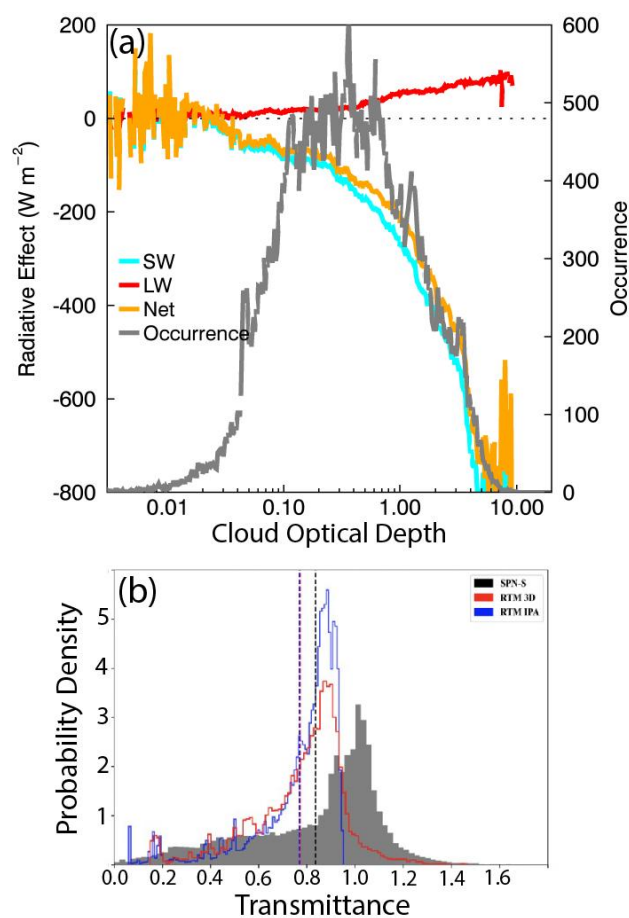 (a)
200
0
-200
-400
-600
-800
Radiative Effect (W m⁻²)
SW
LW
Net
Occurrence
600
500
400
300
200
100
0
Occurrence
0.01 0.10 1.00 10.00
Cloud Optical Depth
(b)
SPN-S
RTM 3D
RTM IPA
5
4
3
2
1
Probability Density
0.0 0.2 0.4 0.6 0.8 1.0 1.2 1.4 1.6
Transmittance